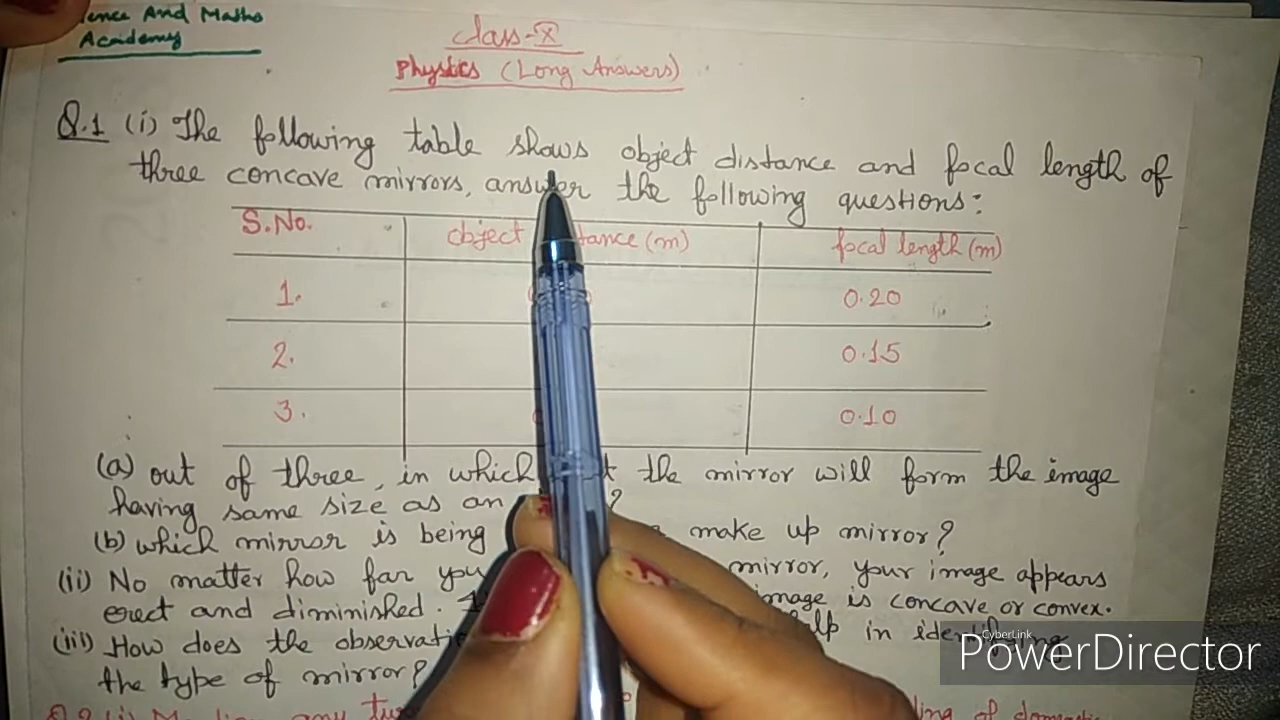 And Maths
Academy
Class-X
Physics (Long Answers)
Q.1 (i) The following table shows object distance and focal length of
three concave mirrors, answer the following questions:
S.No. object (m) focal length (m)
1. 0.20
2. 0.15
3. 0.10
(a) out of three, in which the mirror will form the image
having same size as an ?
(b) which mirror is being make up mirror?
(ii) No matter how far you mirror, your image appears
erect and diminished. image is concave or convex.
(iii) How does the in identifying
the type of mirror?
CyberLink
PowerDirector